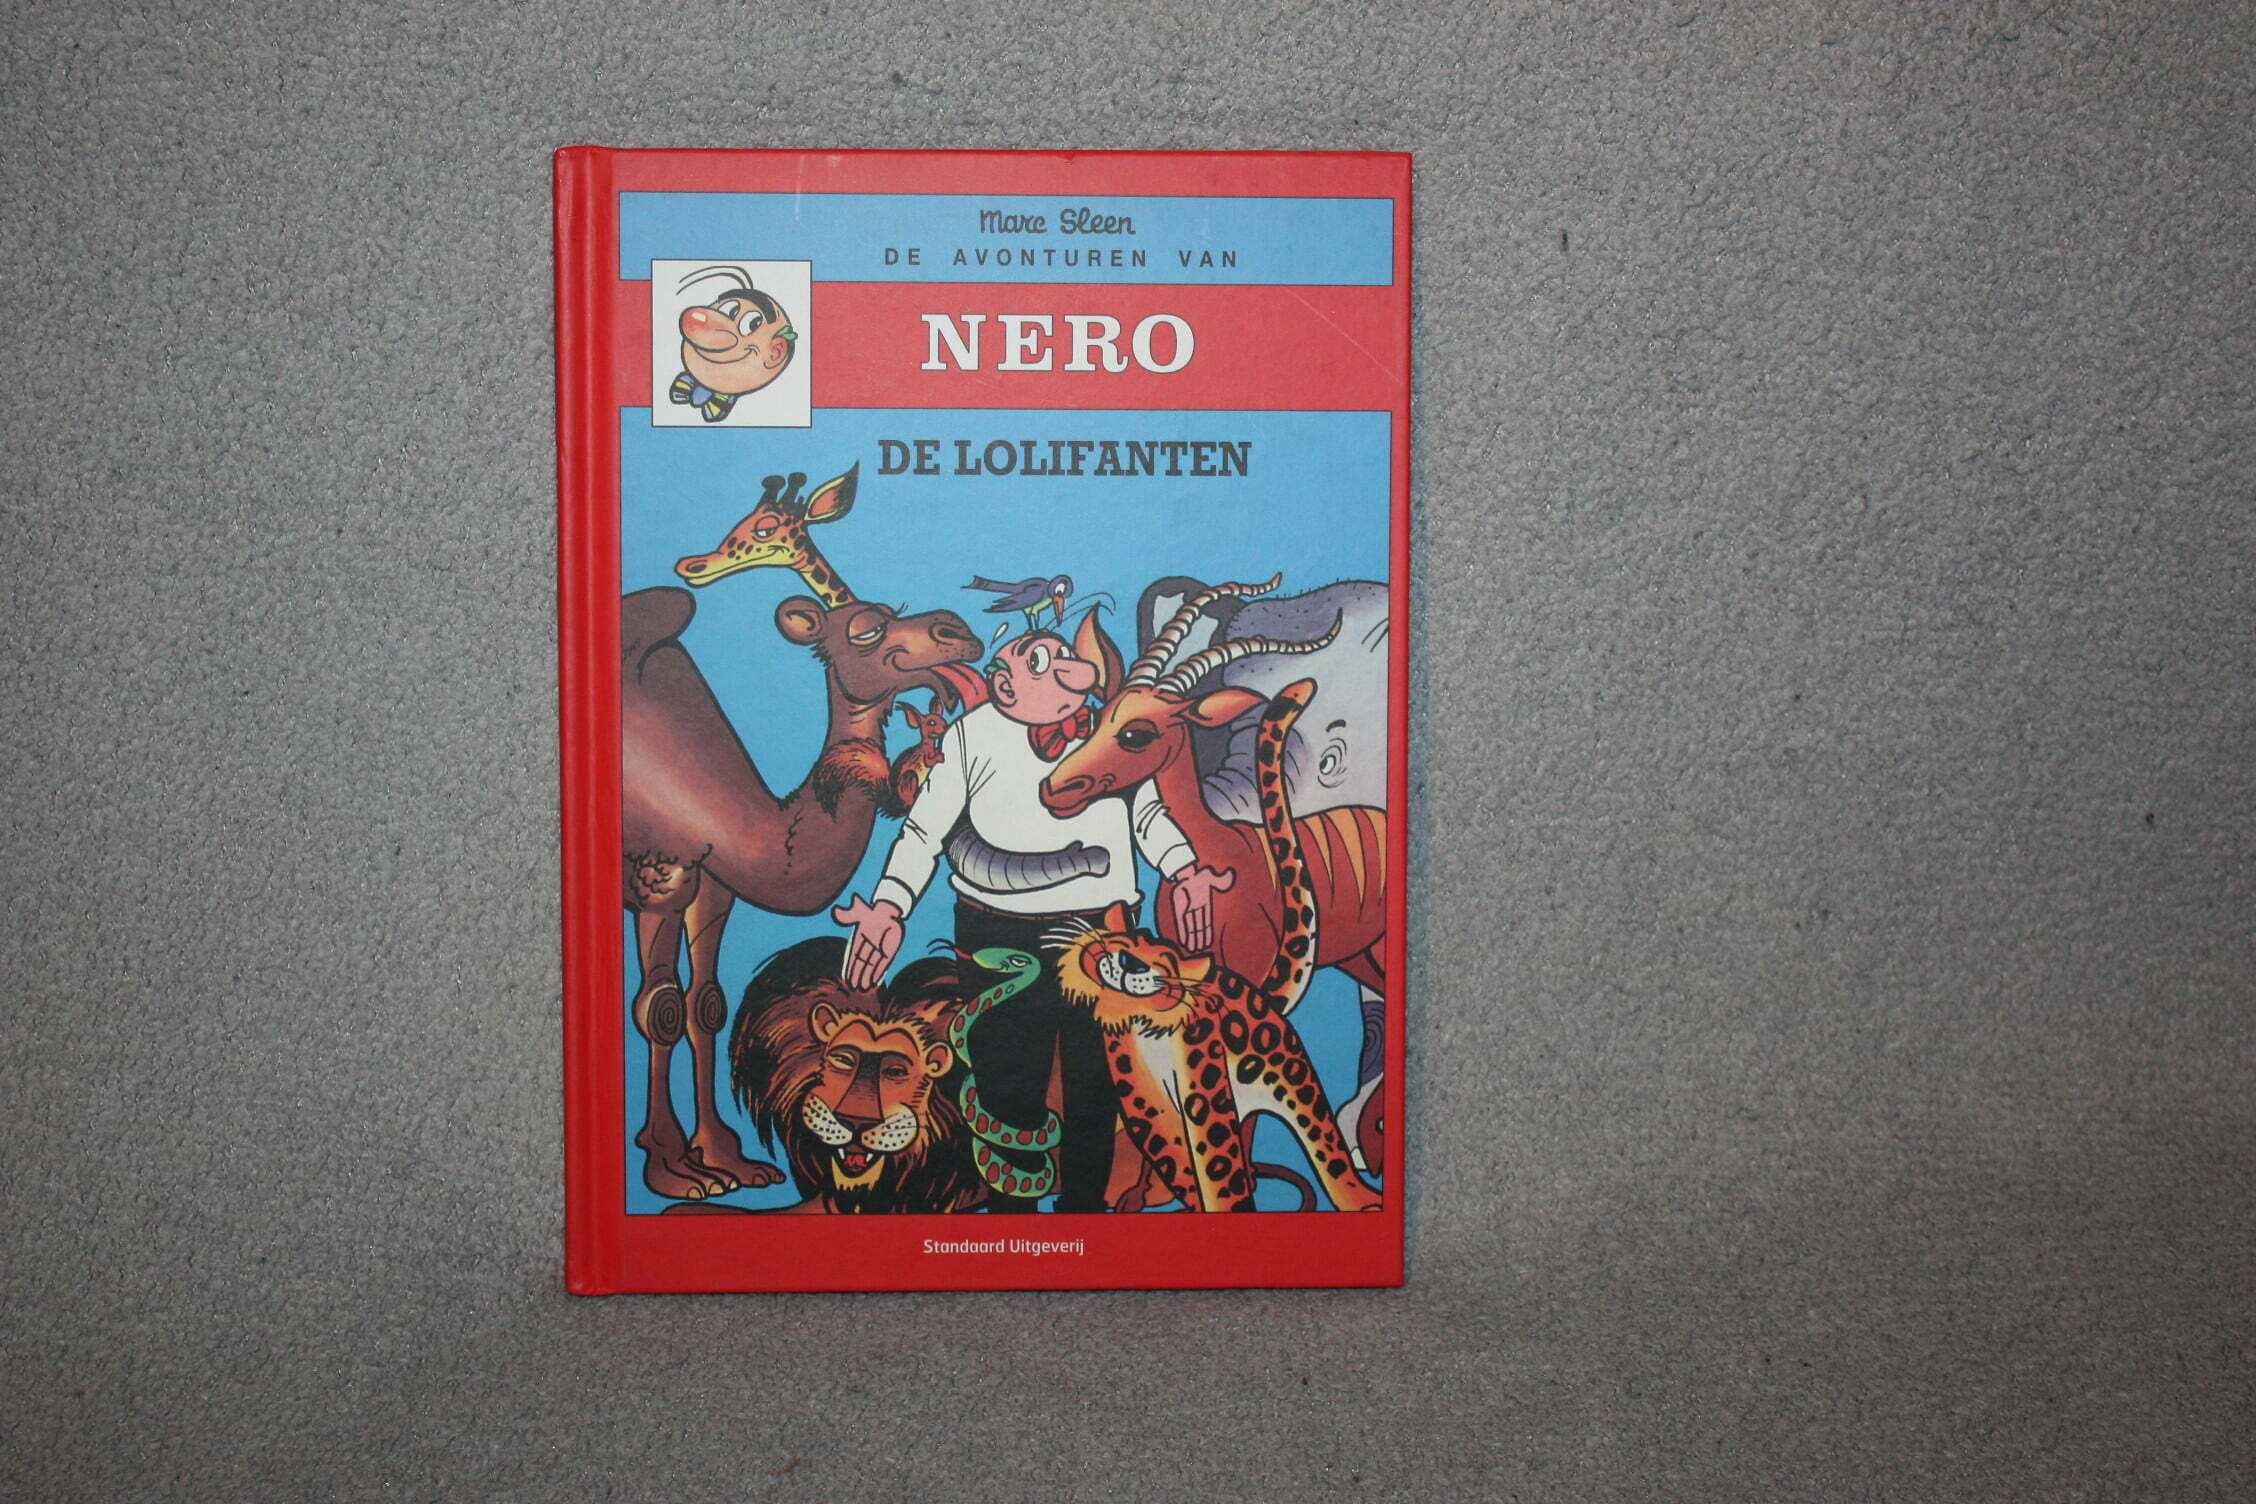 Marc Sleen
DE AVONTUREN VAN
NERO
DE LOLIFANTEN
Standaard Uitgeverij